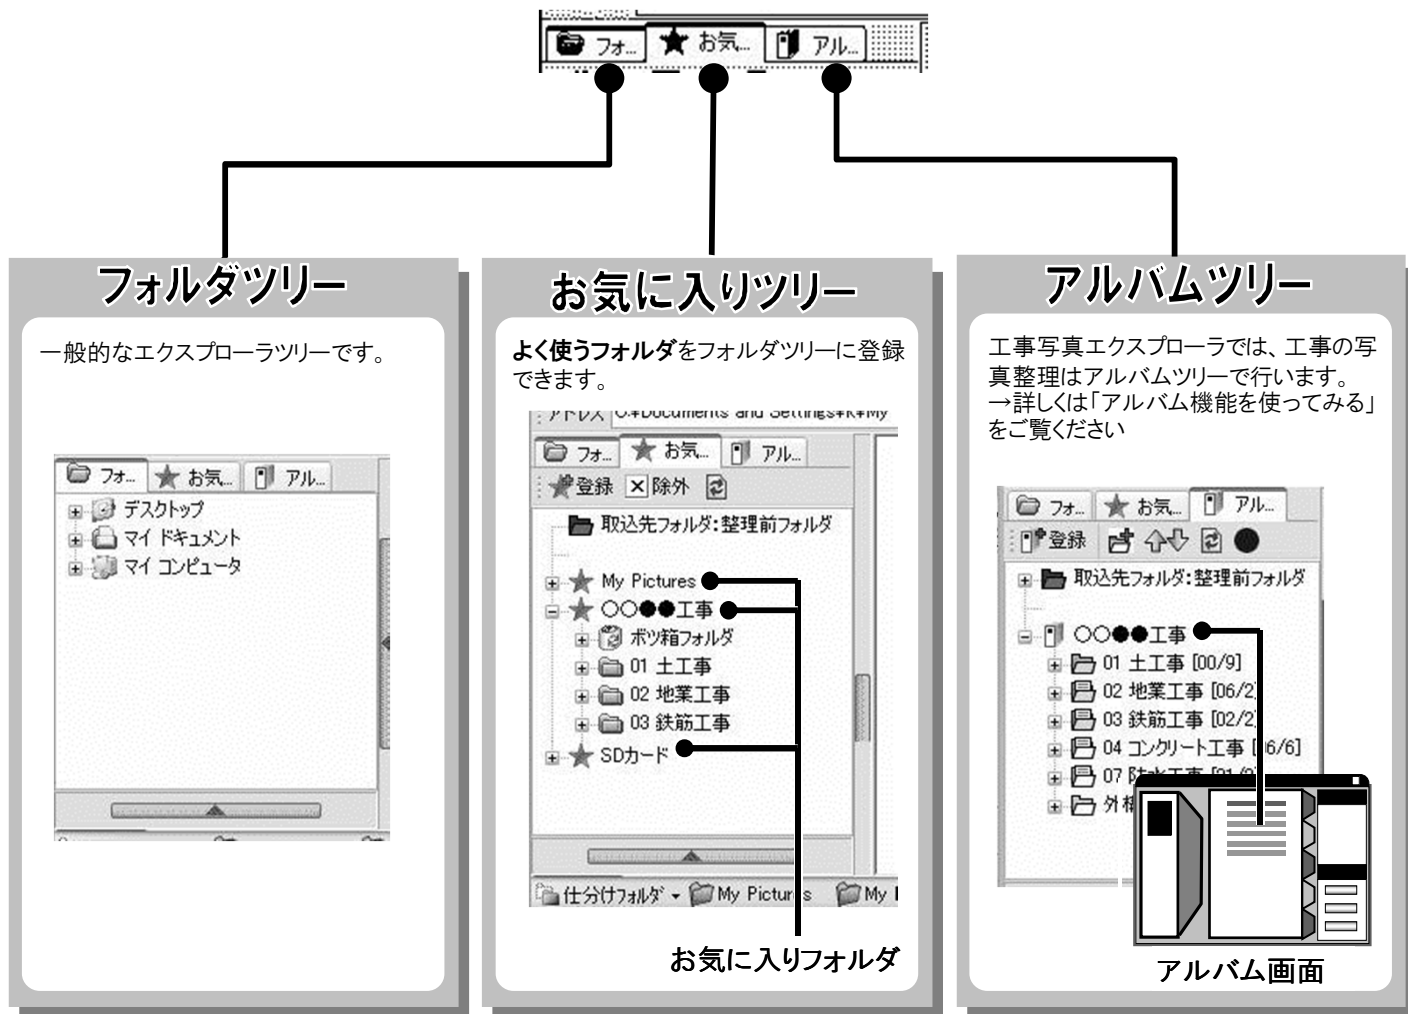 フォ... お気... アル...
フォルダツリー
一般的なエクスプローラツリーです。
フォ... お気... アル...
デスクトップ
マイ ドキュメント
マイ コンピュータ
お気に入りツリー
よく使うフォルダをフォルダツリーに登録
できます。
アドレス C:¥Documents and Settings¥K¥My
フォ... お気... アル...
登録 除外
取込先フォルダ:整理前フォルダ
My Pictures
○○●●工事
ボツ箱フォルダ
01 土工事
02 地業工事
03 鉄筋工事
SDカード
仕分けフォルダ My Pictures My
お気に入りフォルダ
アルバムツリー
工事写真エクスプローラでは、工事の写
真整理はアルバムツリーで行います。
→詳しくは「アルバム機能を使ってみる」
をご覧ください
フォ... お気... アル...
登録
取込先フォルダ:整理前フォルダ
○○●●工事
01 土工事 [00/9]
02 地業工事 [06/2]
03 鉄筋工事 [02/2]
04 コンクリート工事 [ 6/6]
07
外
アルバム画面